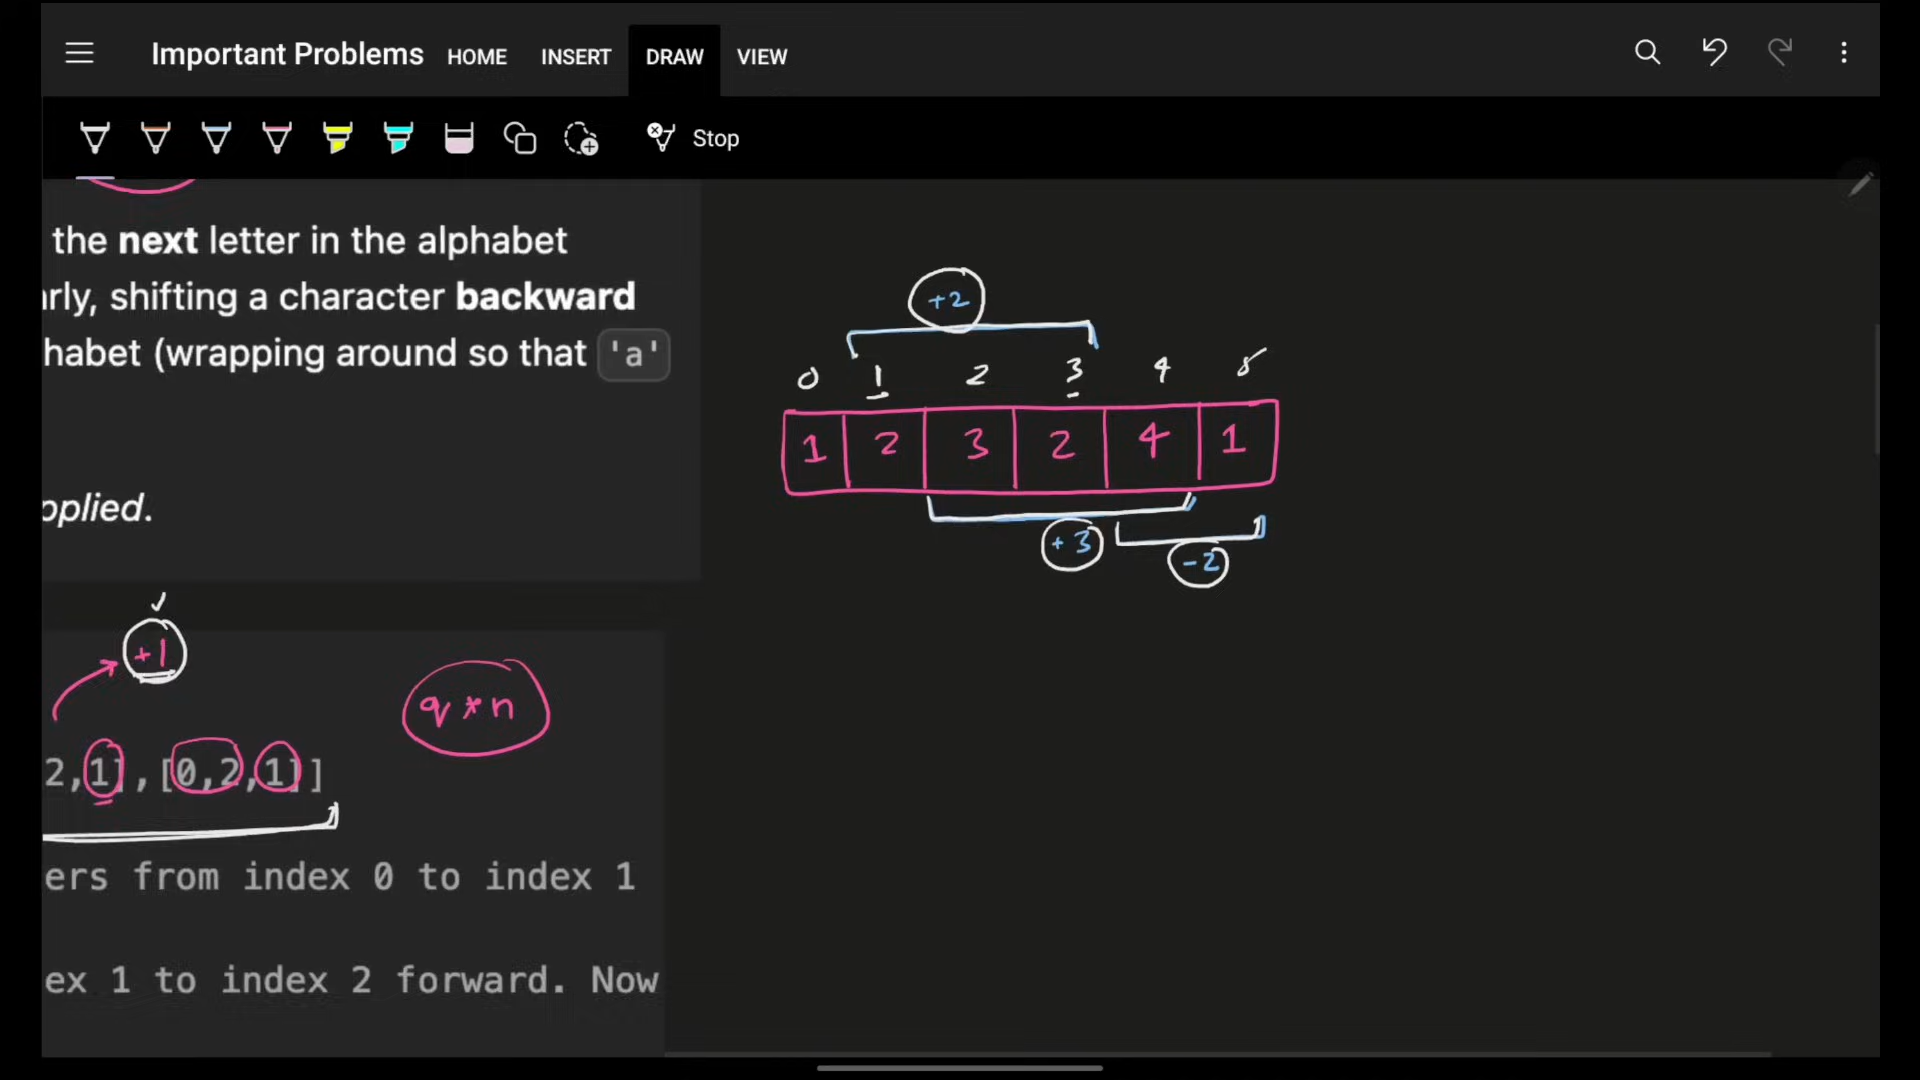 Important Problems HOME INSERT DRAW VIEW
Stop
the next letter in the alphabet
rly, shifting a character backward
habet (wrapping around so that 'a'
pplied.
+1
q*n
2,1],[0,2,1]]
ers from index 0 to index 1
ex 1 to index 2 forward. Now
+2
0 1 2 3 4 5
1 2 3 2 4 1
+3
-2